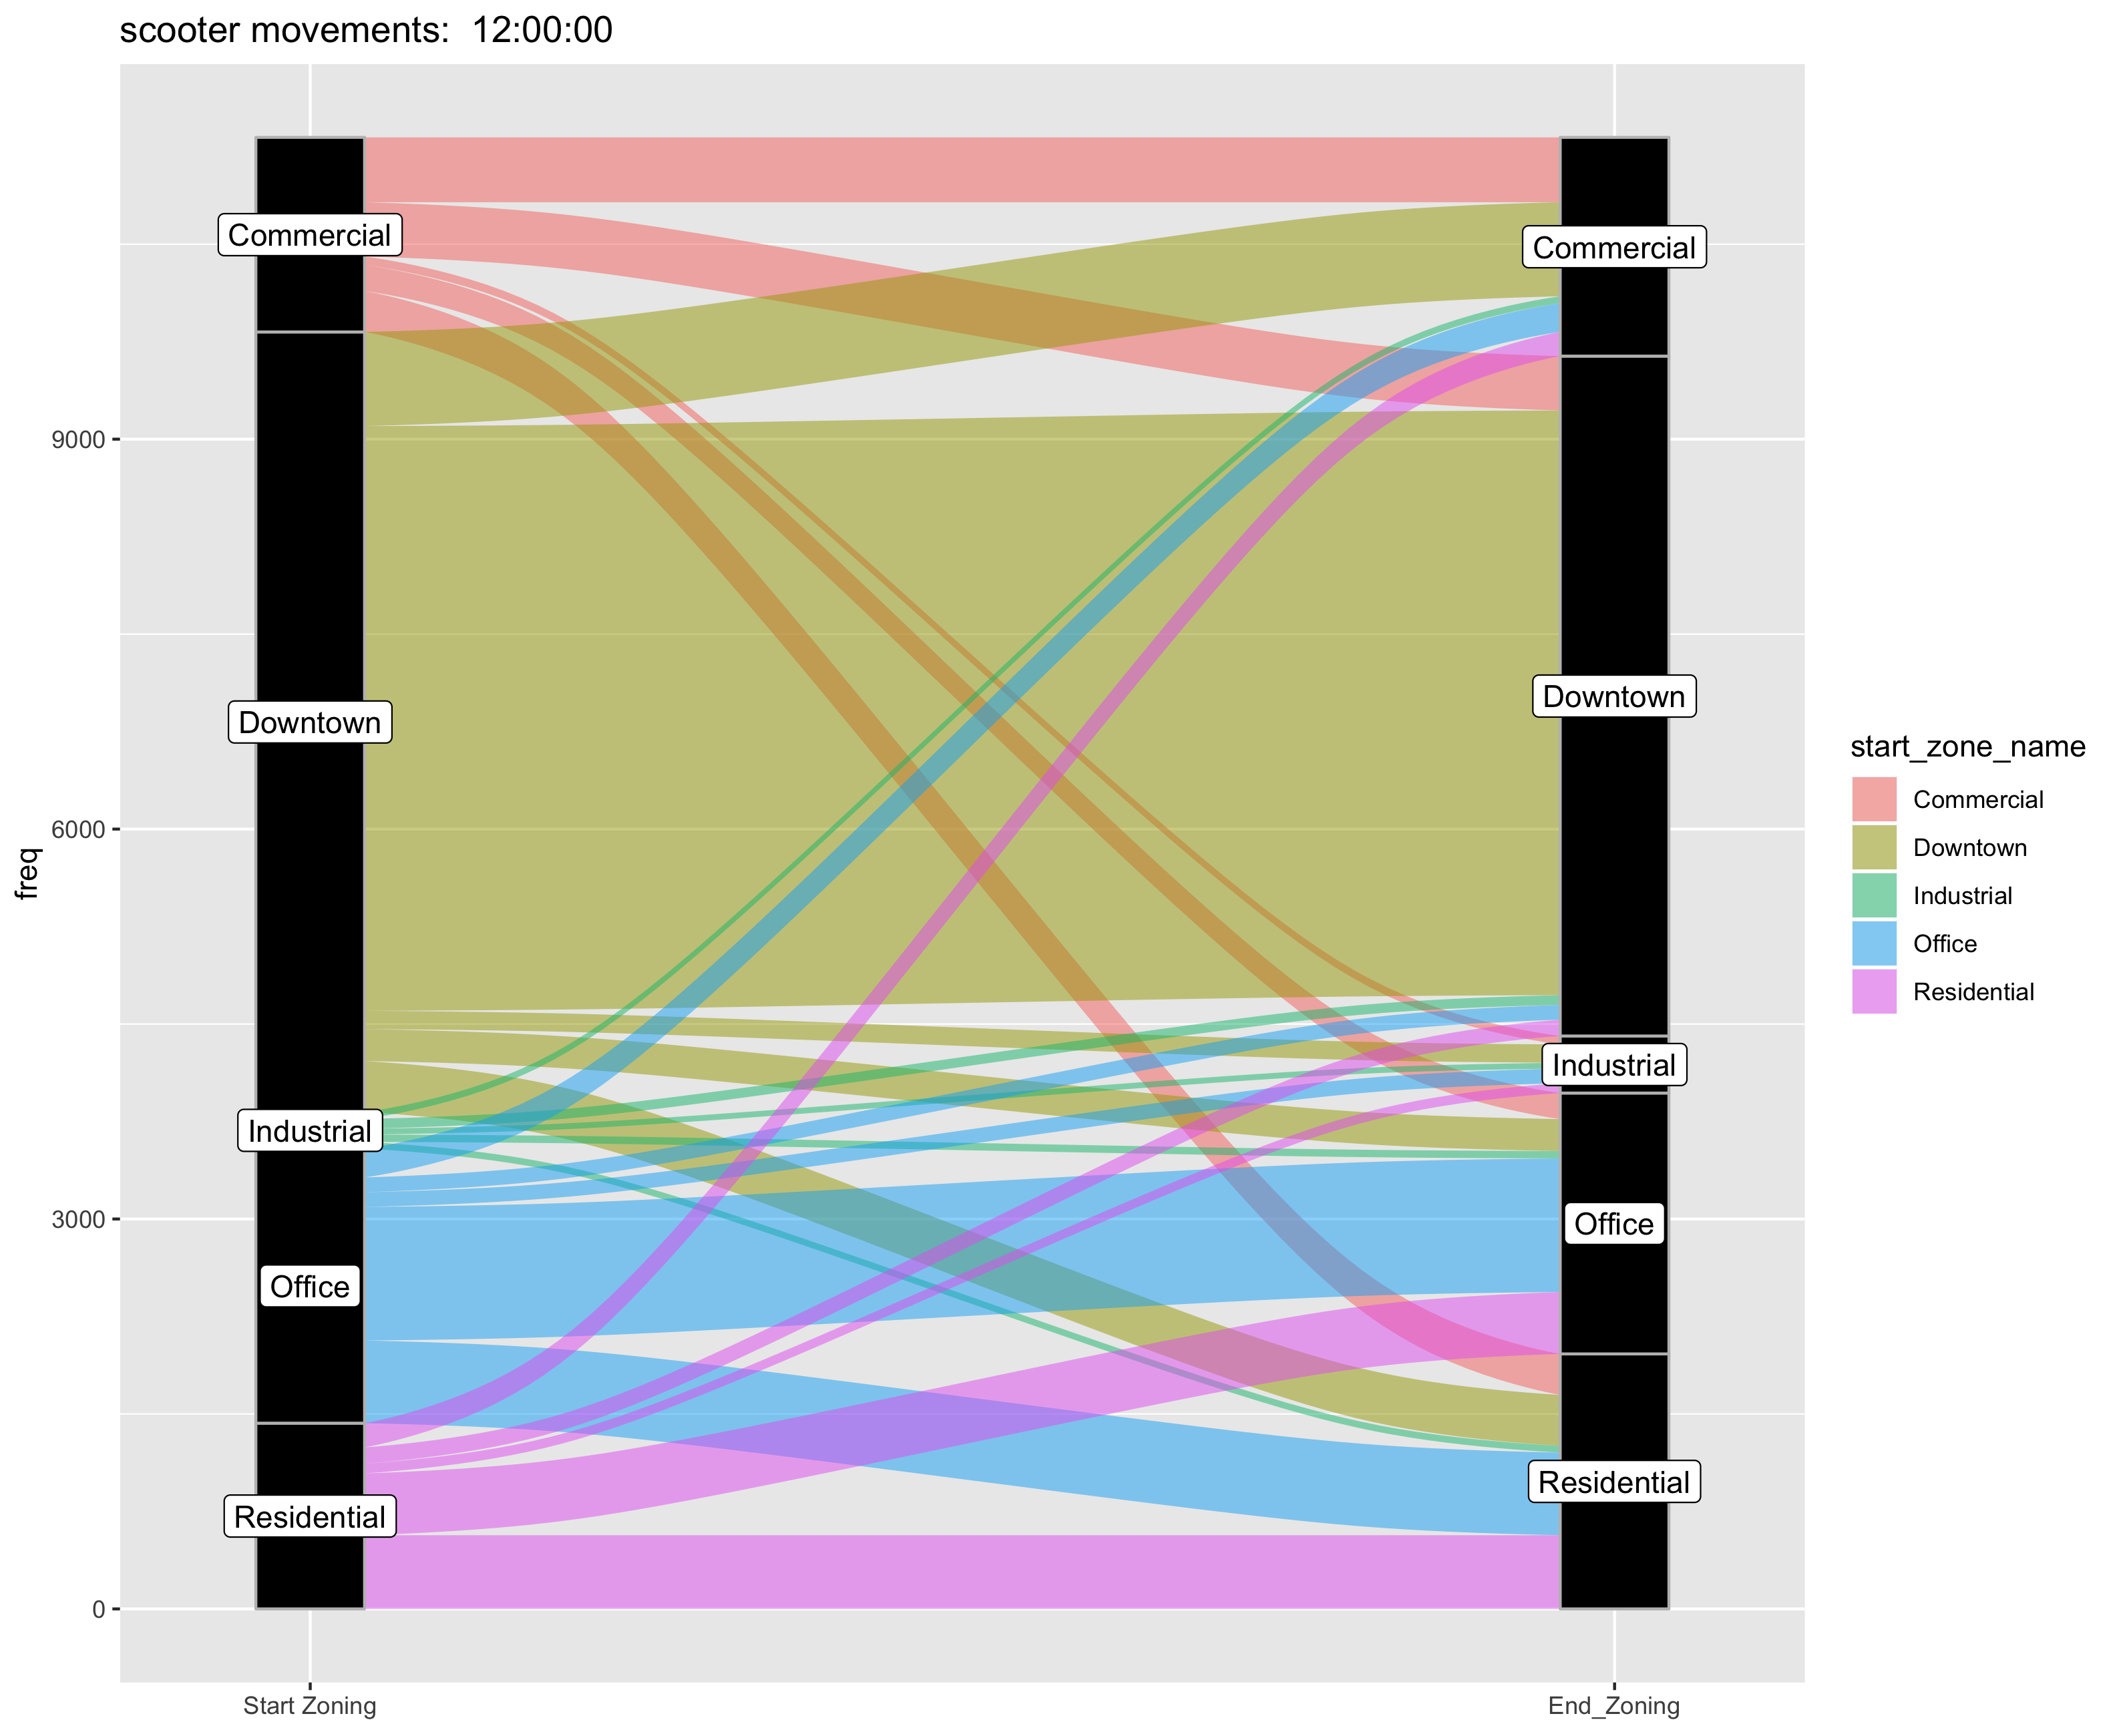 scooter movements:  12:00:00
freq
9000
6000
3000
0
Commercial
Downtown
Industrial
Office
Residential
Commercial
Downtown
Industrial
Office
Residential
Start Zoning
End_Zoning
start_zone_name
Commercial
Downtown
Industrial
Office
Residential